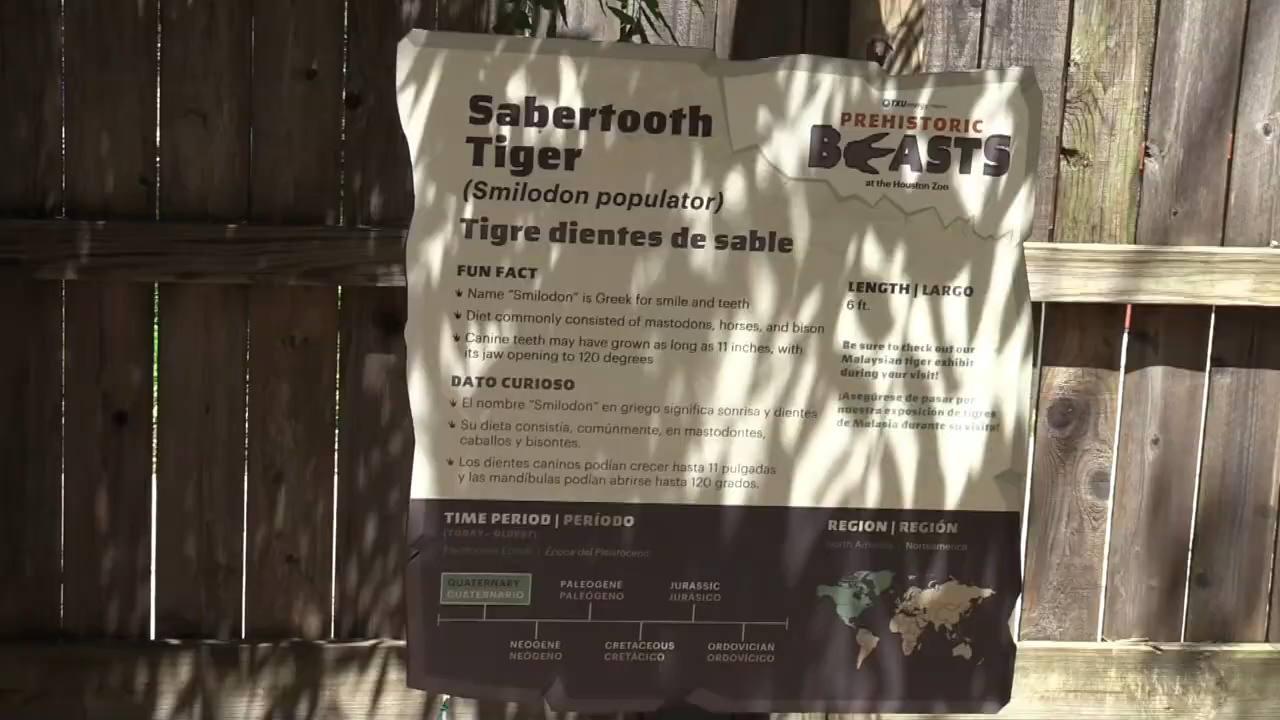 Sabertooth
Tiger
(Smilodon populator)
Tigre dientes de sable
TXU energy
PREHISTORIC
BEASTS
at the Houston Zoo
FUN FACT
Name "Smilodon" is Greek for smile and teeth
Diet commonly consisted of mastodons, horses, and bison
Canine teeth may have grown as long as 11 inches, with
its jaw opening to 120 degrees
DATO CURIOSO
El nombre "Smilodon" en griego significa sonrisa y dientes
Su dieta consistía, comúnmente, en mastodontes,
caballos y bisontes.
Los dientes caninos podían crecer hasta 11 pulgadas
y las mandíbulas podían abrirse hasta 120 grados.
LENGTH | LARGO
6 ft.
Be sure to check out our
Malaysian tiger exhibit
during your visit!
¡Asegúrese de pasar por
nuestra exposición de tigres
de Malasia durante su visita!
TIME PERIOD | PERÍODO
(TODAY - OLDEST)
Pleistocene Epoch | Época del Pleistoceno
QUATERNARY
CUATERNARIO
PALEOGENE
PALEÓGENO
JURASSIC
JURÁSICO
NEOGENE
NEÓGENO
CRETACEOUS
CRETÁCICO
ORDOVICIAN
ORDOVÍCICO
REGION | REGIÓN
North America | Norteamérica